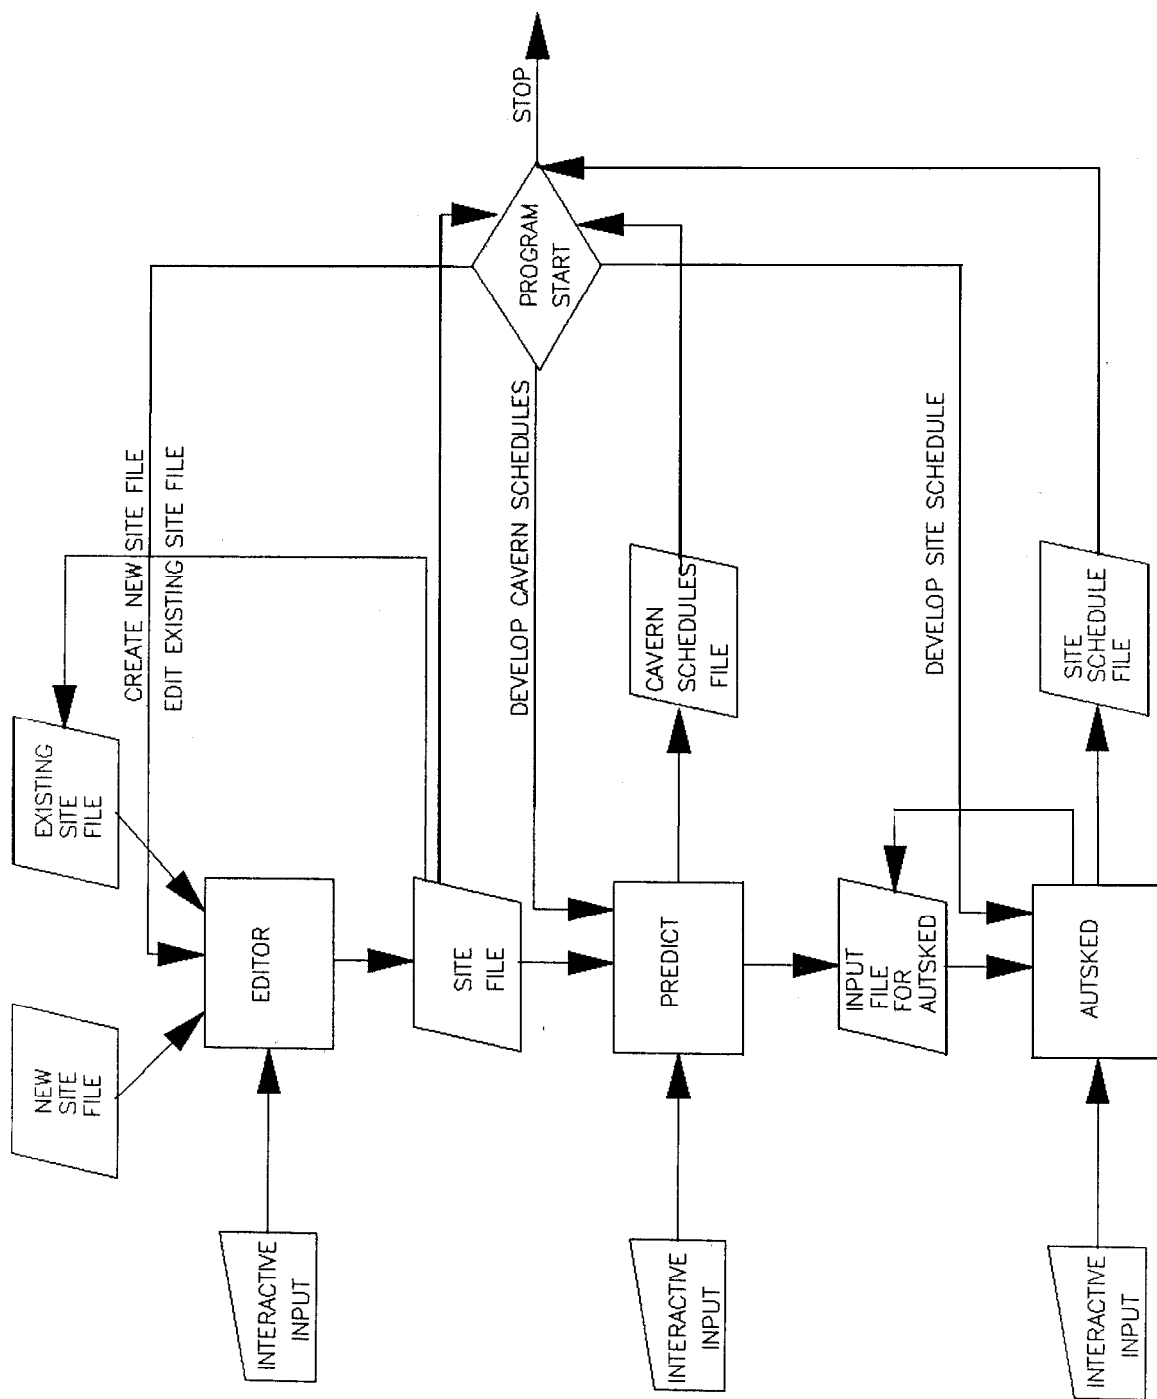 NEW
SITE
FILE
EXISTING
SITE
FILE
CREATE NEW SITE FILE
EDIT EXISTING SITE FILE
INTERACTIVE
INPUT
EDITOR
SITE
FILE
DEVELOP CAVERN SCHEDULES
PROGRAM
START
STOP
INTERACTIVE
INPUT
PREDICT
CAVERN
SCHEDULES
FILE
INPUT
FILE
FOR
AUTSKED
DEVELOP SITE SCHEDULE
INTERACTIVE
INPUT
AUTSKED
SITE
SCHEDULE
FILE